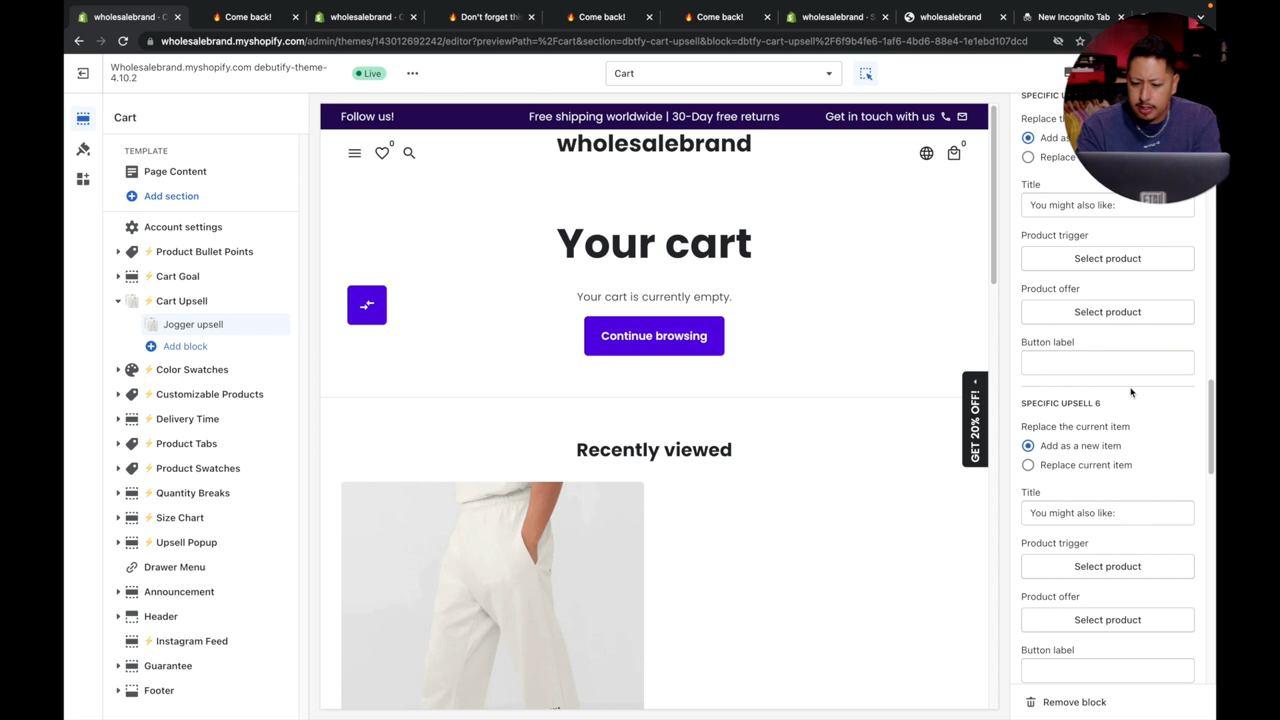 wholesalebrand · C
Come back!
wholesalebrand · C
Don't forget th
Come back!
Come back!
wholesalebrand · S
wholesalebrand
New Incognito Tab
wholesalebrand.myshopify.com/admin/themes/143012692242/editor?previewPath=%2Fcart&section=dbtfy-cart-upsell&block=dbtfy-cart-upsell%2F6f9b4fe6-1af6-4bd6-88e4-1e1ebd107dcd
Wholesalebrand.myshopify.com debutify-theme-
4.10.2
Live
Cart
Cart
TEMPLATE
Page Content
Add section
Account settings
Product Bullet Points
Cart Goal
Cart Upsell
Jogger upsell
Add block
Color Swatches
Customizable Products
Delivery Time
Product Tabs
Product Swatches
Quantity Breaks
Size Chart
Upsell Popup
Drawer Menu
Announcement
Header
Instagram Feed
Guarantee
Footer
Follow us!
Free shipping worldwide | 30-Day free returns
Get in touch with us
wholesalebrand
0
0
Your cart
Your cart is currently empty.
Continue browsing
GET 20% OFF!
Recently viewed
SPECIFIC U
Replace th
Add as
Replace
Title
You might also like:
Product trigger
Select product
Product offer
Select product
Button label
SPECIFIC UPSELL 6
Replace the current item
Add as a new item
Replace current item
Title
You might also like:
Product trigger
Select product
Product offer
Select product
Button label
Remove block